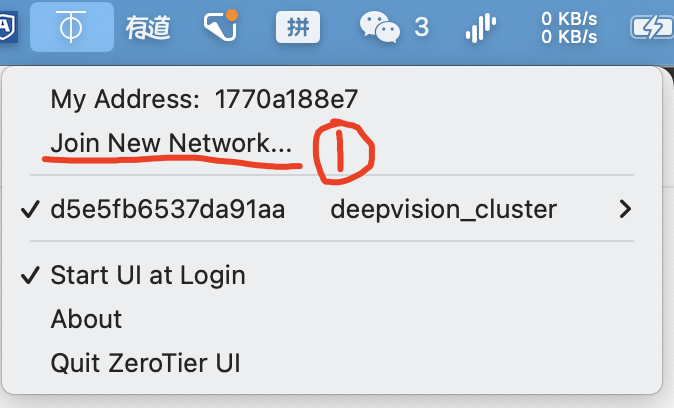 有道 拼 3 0 KB/s
0 KB/s
My Address: 1770a188e7
Join New Network... 1
d5e5fb6537da91aa deepvision_cluster
Start UI at Login
About
Quit ZeroTier UI